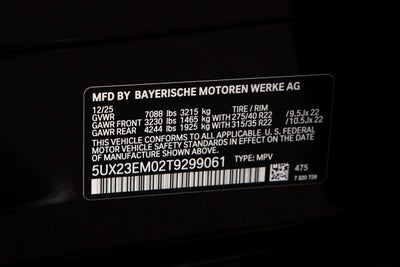 MFD BY BAYERISCHE MOTOREN WERKE AG
12/25
GVWR 7088 lbs 3215 kg TIRE / RIM
GAWR FRONT 3230 lbs 1465 kg WITH 275/40 R22 / 9.5Jx 22
GAWR REAR 4244 lbs 1925 kg WITH 315/35 R22 / 10.5Jx 22
THIS VEHICLE CONFORMS TO ALL APPLICABLE U.S. FEDERAL
MOTOR VEHICLE SAFETY STANDARDS IN EFFECT ON THE DATE
OF MANUFACTURE SHOWN ABOVE.
5UX23EM02T9299061 TYPE: MPV
475
7 320 729